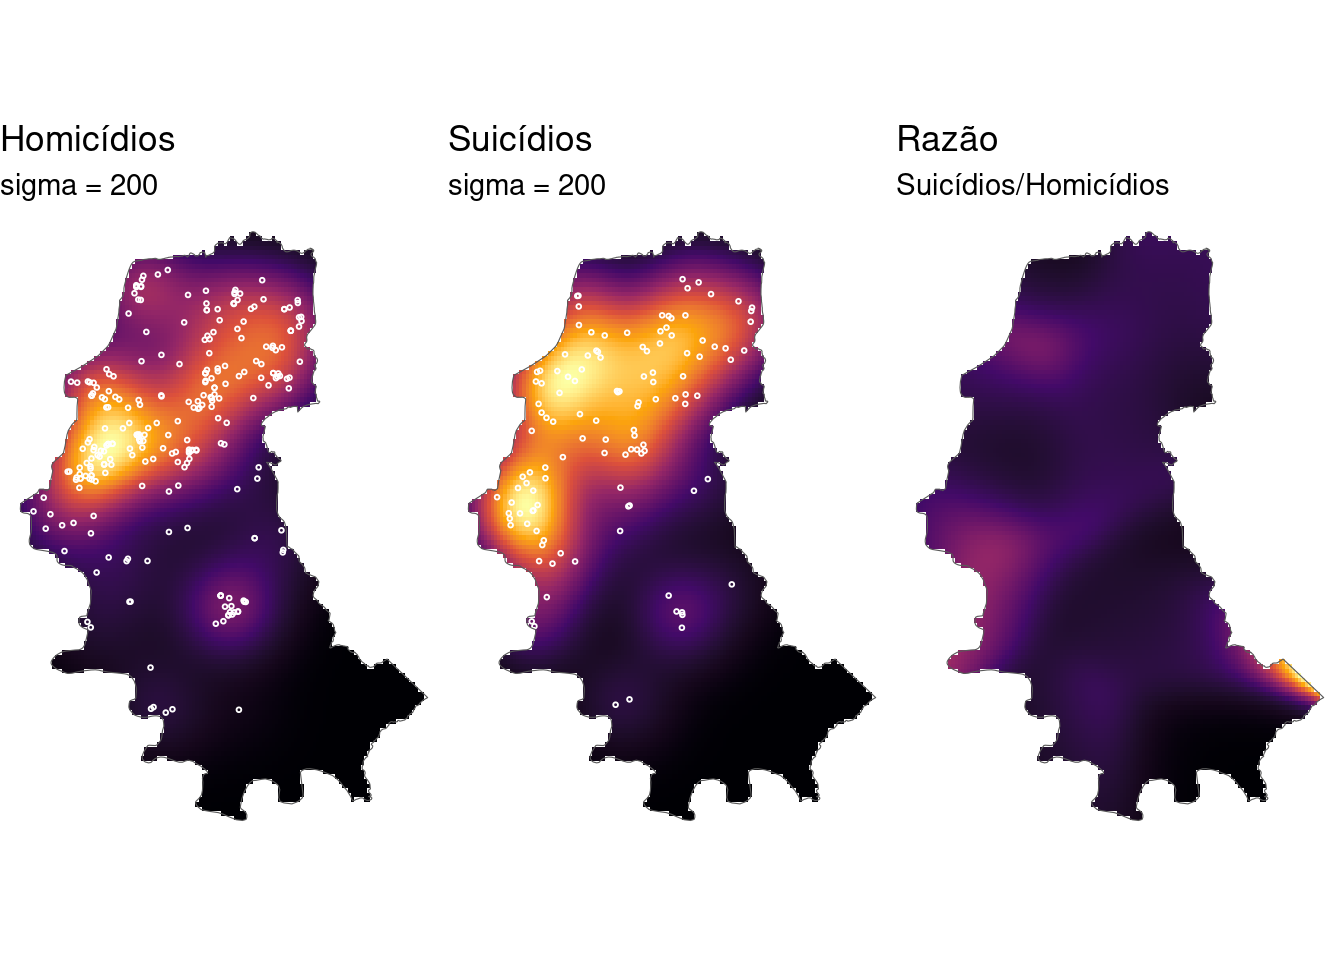 Homicídios
sigma = 200
Suicídios
sigma = 200
Razão
Suicídios/Homicídios